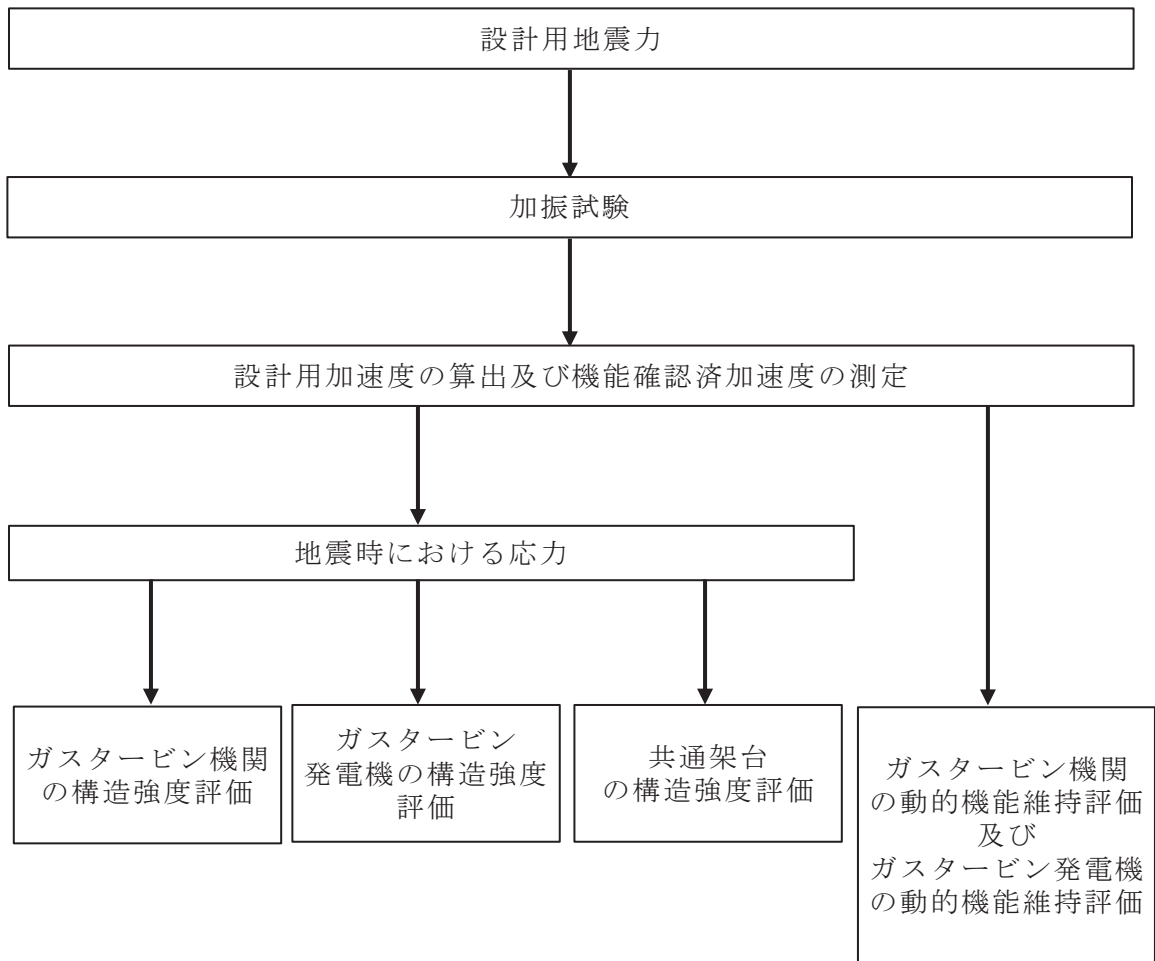 設計用地震力
加振試験
設計用加速度の算出及び機能確認済加速度の測定
地震時における応力
ガスタービン機関
の構造強度評価
ガスタービン
発電機の構造強度
評価
共通架台
の構造強度評価
ガスタービン機関
の動的機能維持評価
及び
ガスタービン発電機
の動的機能維持評価